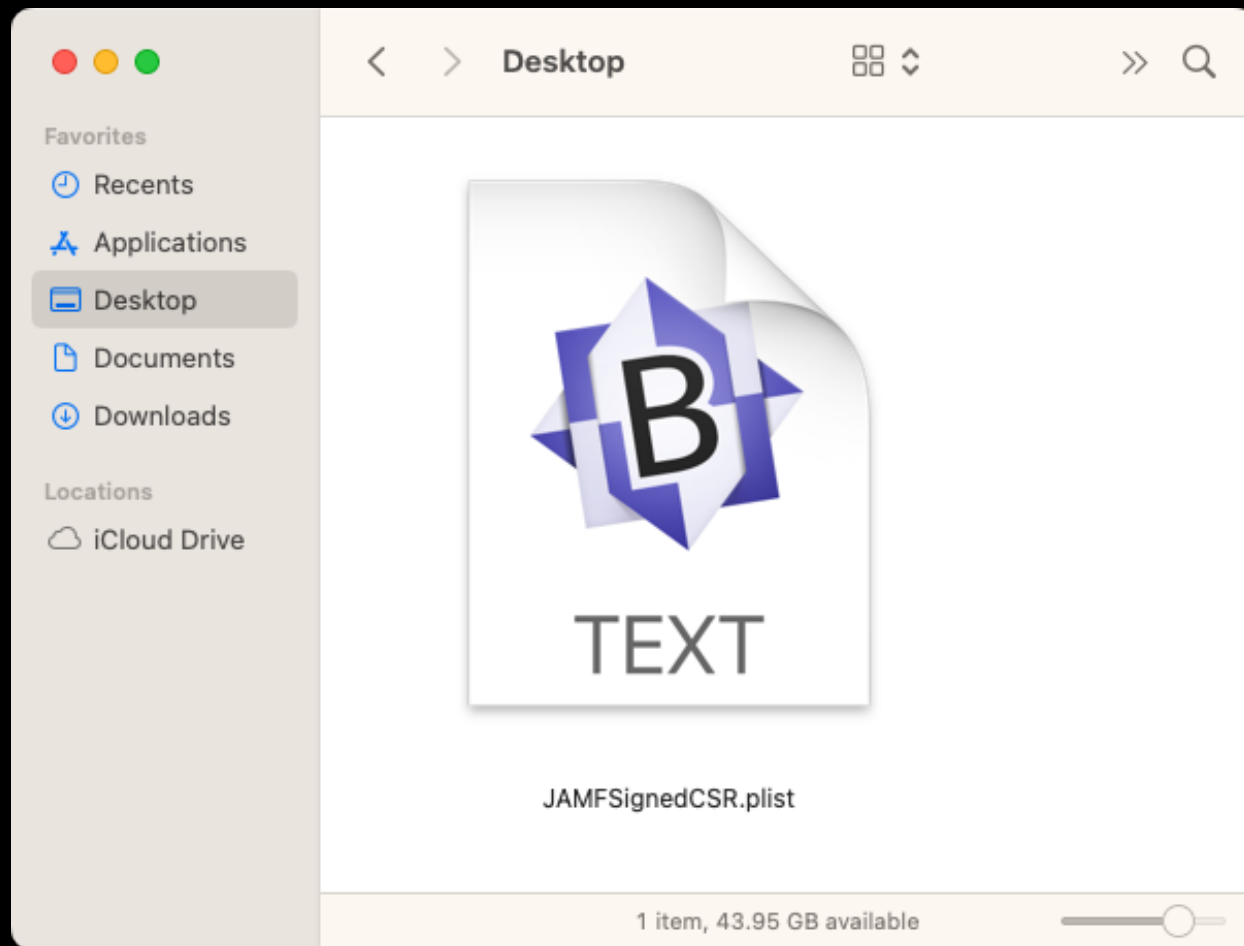 Desktop
Favorites
Recents
Applications
Desktop
Documents
Downloads
Locations
iCloud Drive
B
TEXT
JAMFSignedCSR.plist
1 item, 43.95 GB available